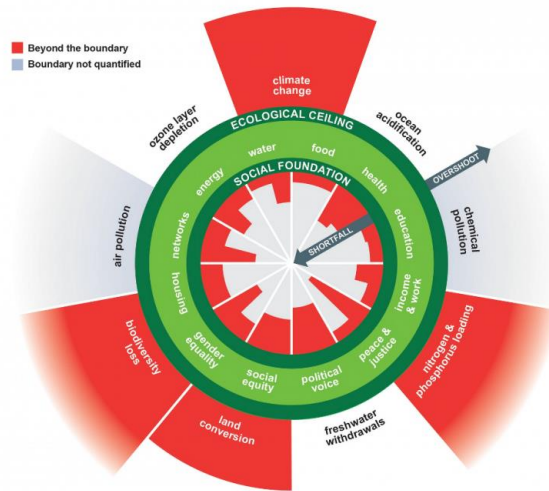 Beyond the boundary
Boundary not quantified
climate
change
ozone layer
depletion
ECOLOGICAL CEILING
ocean
acidification
water
food
energy
health
SOCIAL FOUNDATION
OVERSHOOT
SHORTFALL
networks
education
air pollution
chemical
pollution
housing
income
& work
gender
equality
peace &
justice
social
equity
political
voice
biodiversity
loss
nitrogen &
phosphorus loading
land
conversion
freshwater
withdrawals